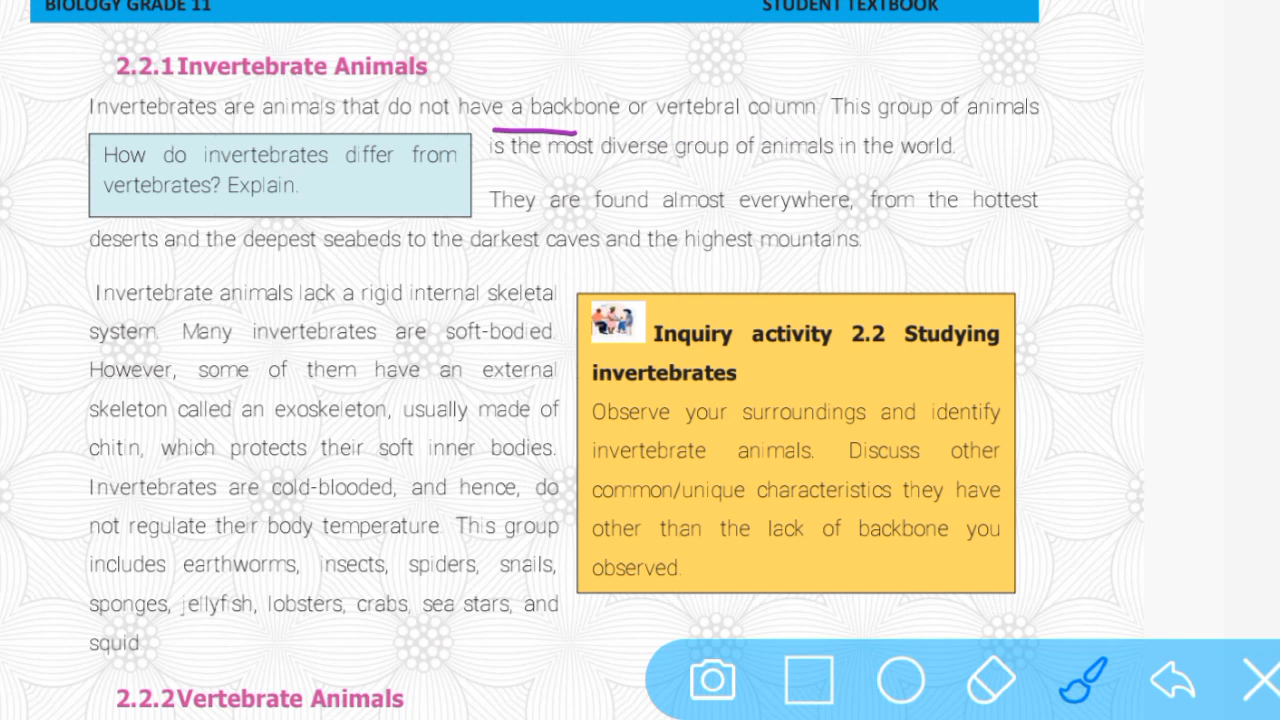 BIOLOGY GRADE 11 STUDENT TEXTBOOK
2.2.1 Invertebrate Animals
Invertebrates are animals that do not have a backbone or vertebral column. This group of animals
is the most diverse group of animals in the world.
How do invertebrates differ from
vertebrates? Explain.
They are found almost everywhere, from the hottest
deserts and the deepest seabeds to the darkest caves and the highest mountains.
Invertebrate animals lack a rigid internal skeletal
system. Many invertebrates are soft-bodied.
However, some of them have an external
skeleton called an exoskeleton, usually made of
chitin, which protects their soft inner bodies.
Invertebrates are cold-blooded, and hence, do
not regulate their body temperature. This group
includes earthworms, insects, spiders, snails,
sponges, jellyfish, lobsters, crabs, sea stars, and
squid.
Inquiry activity 2.2 Studying
invertebrates
Observe your surroundings and identify
invertebrate animals. Discuss other
common/unique characteristics they have
other than the lack of backbone you
observed.
2.2.2 Vertebrate Animals